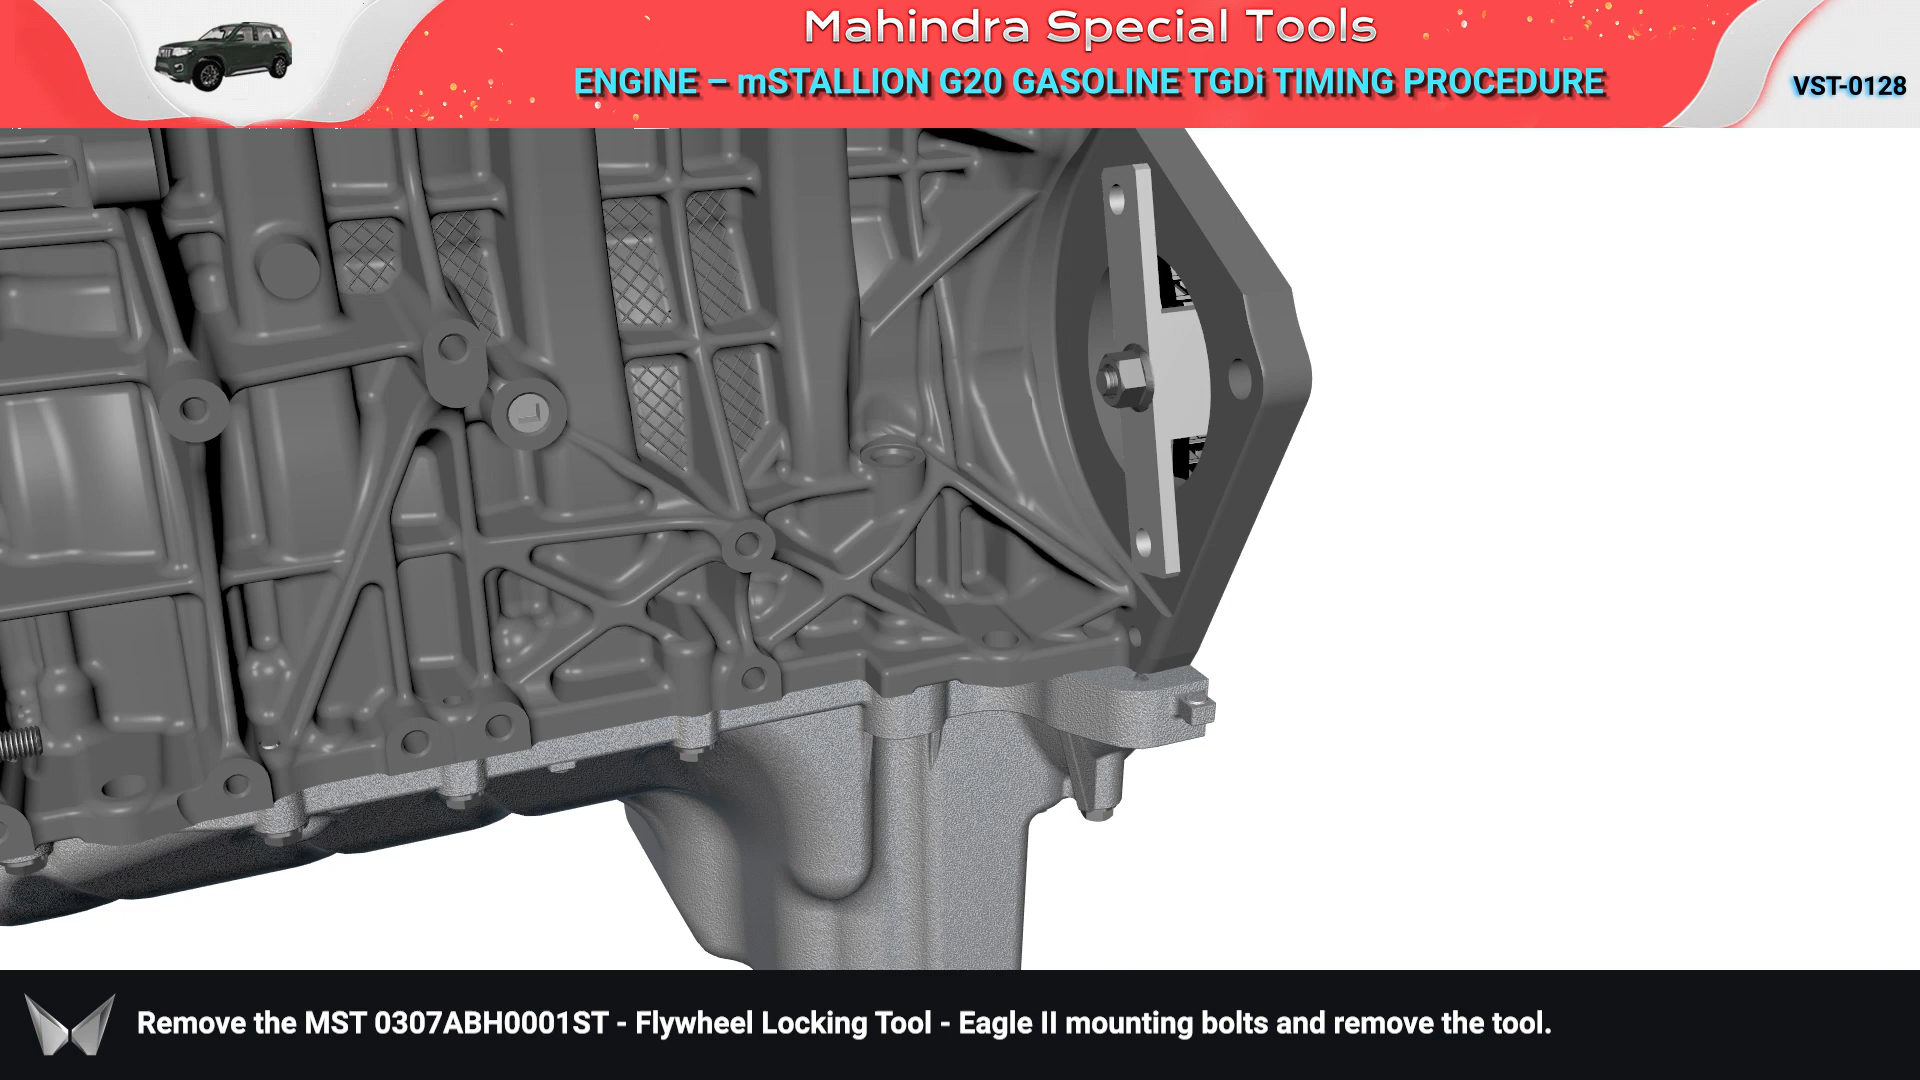 Mahindra Special Tools
ENGINE – mSTALLION G20 GASOLINE TGDi TIMING PROCEDURE
VST-0128
Remove the MST 0307ABH0001ST - Flywheel Locking Tool - Eagle II mounting bolts and remove the tool.